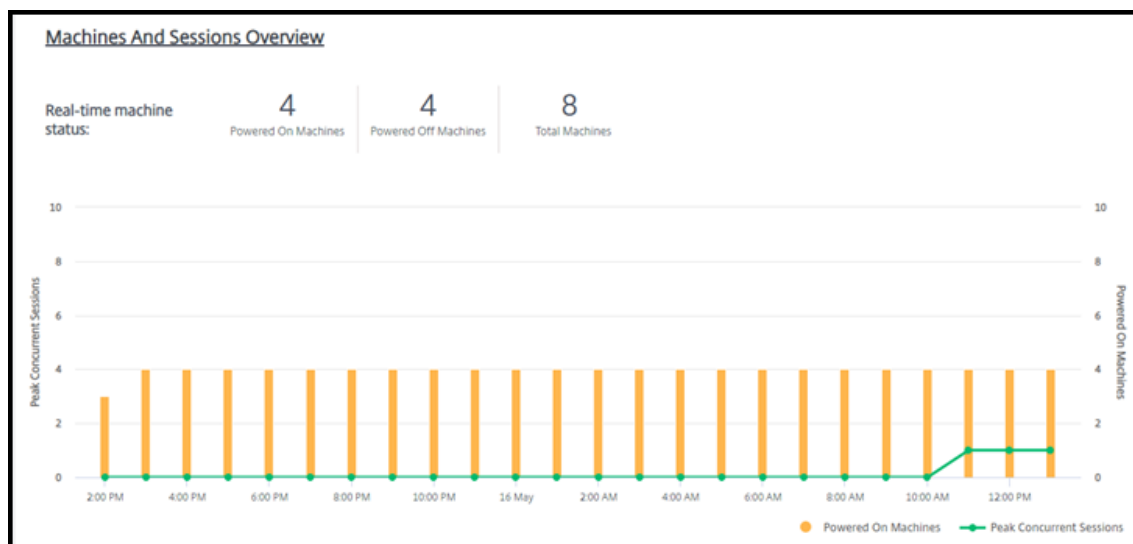 Machines And Sessions Overview
Real-time machine
status:
4
Powered On Machines
4
Powered Off Machines
8
Total Machines
10
8
6
4
2
0
Peak Concurrent Sessions
10
8
6
4
2
0
Powered On Machines
2:00 PM 4:00 PM 6:00 PM 8:00 PM 10:00 PM 16 May 2:00 AM 4:00 AM 6:00 AM 8:00 AM 10:00 AM 12:00 PM
Powered On Machines Peak Concurrent Sessions